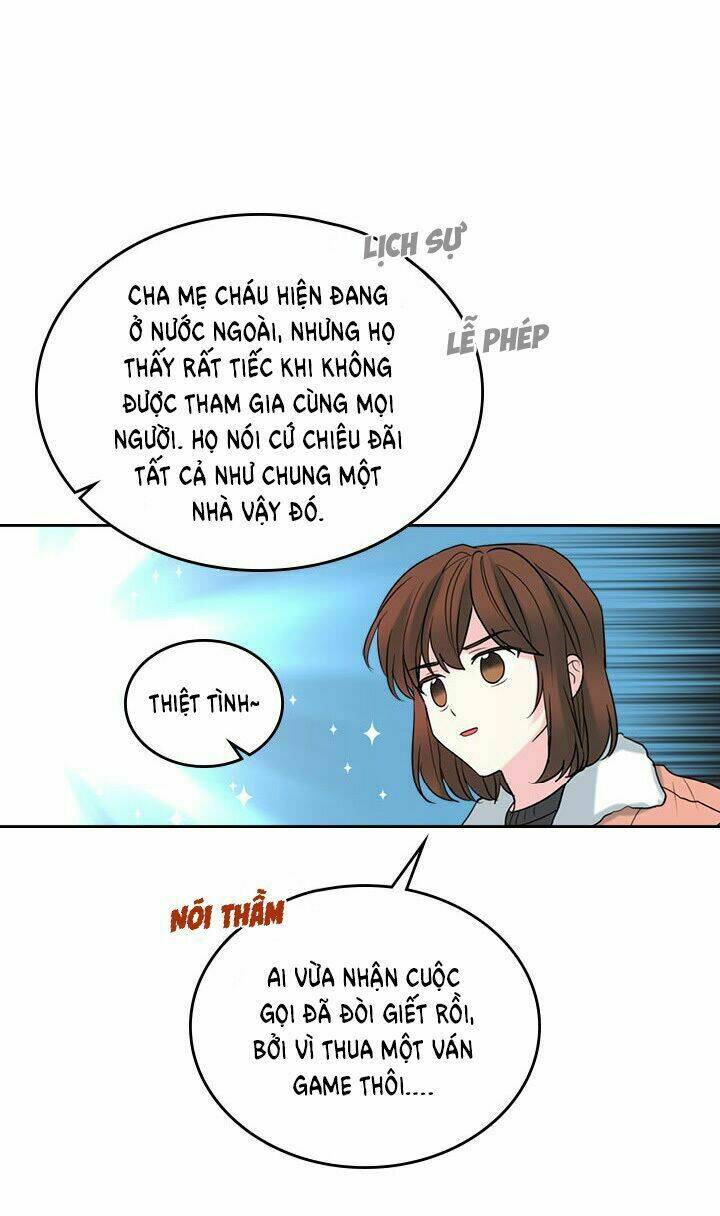 LỊCH SỰ
LỄ PHÉP
CHA MẸ CHÁU HIỆN ĐANG
Ở NƯỚC NGOÀI, NHƯNG HỌ
THẤY RẤT TIẾC KHI KHÔNG
ĐƯỢC THAM GIA CÙNG MỌI
NGƯỜI. HỌ NÓI CỨ CHIÊU ĐÃI
TẤT CẢ NHƯ CHUNG MỘT
NHÀ VẬY ĐÓ.
THIỆT TÌNH~
NÓI THẦM
AI VỪA NHẬN CUỘC
GỌI ĐÃ ĐÒI GIẾT RỒI,
BỞI VÌ THUA MỘT VÁN
GAME THÔI....